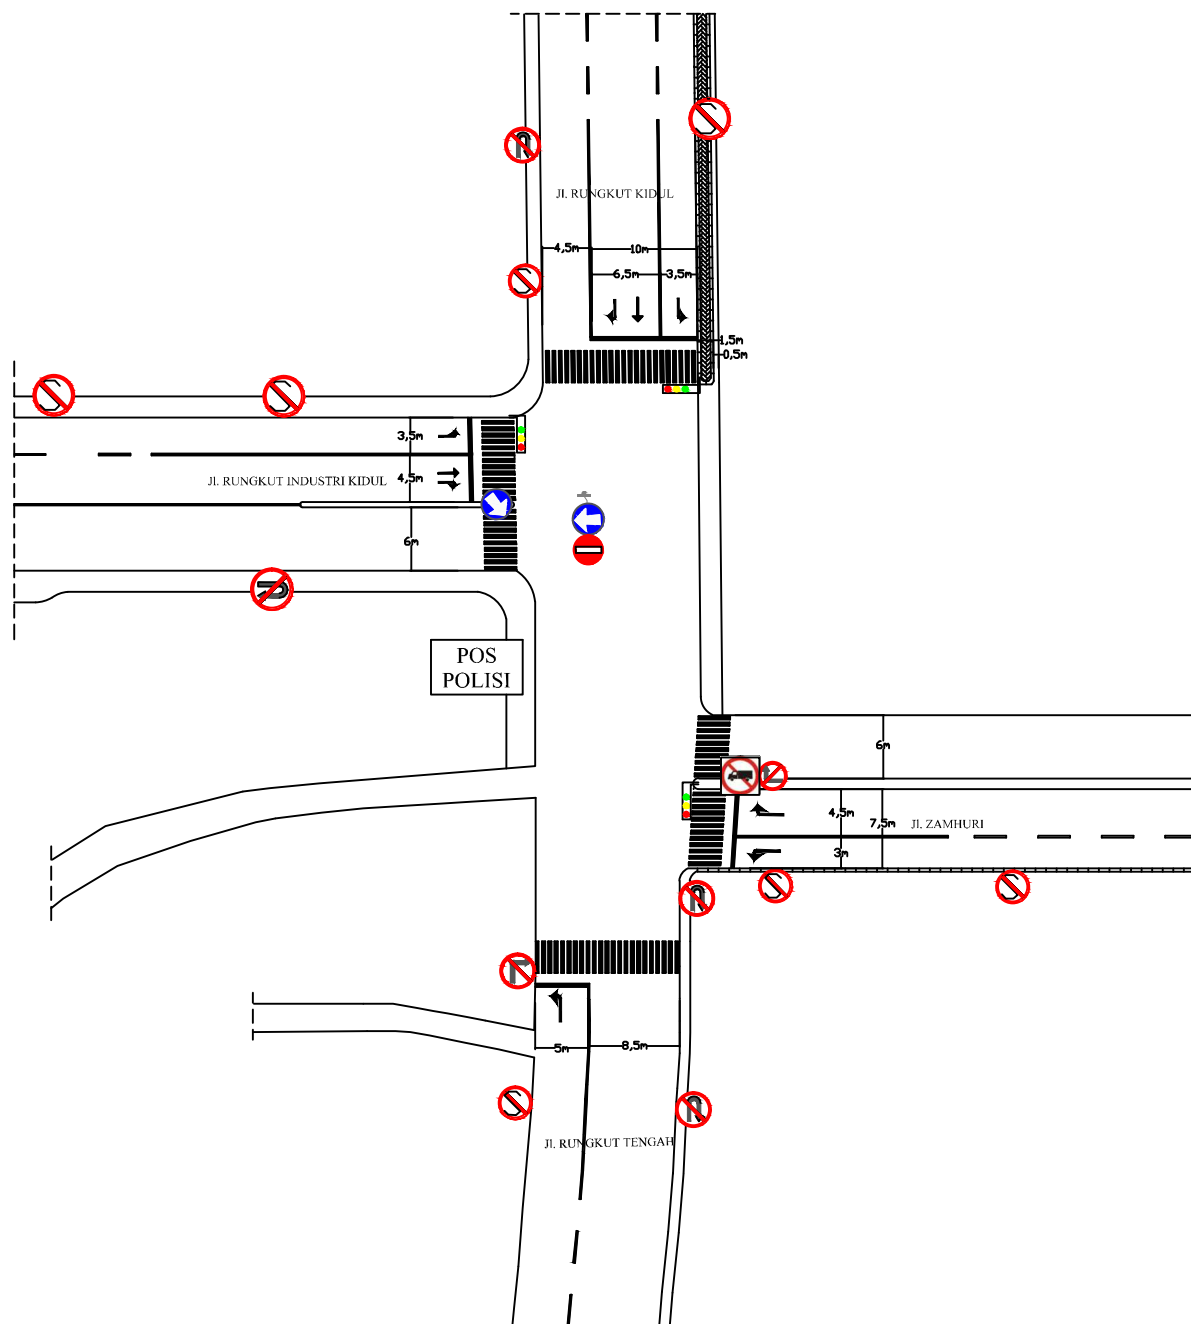 Jl. RUNGKUT KIDUL
4,5m
10m
6,5m
3,5m
1,5m
0,5m
3,5m
4,5m
Jl. RUNGKUT INDUSTRI KIDUL
6m
POS
POLISI
6m
4,5m
7,5m
Jl. ZAMHURI
3m
5m
8,5m
Jl. RUNGKUT TENGAH